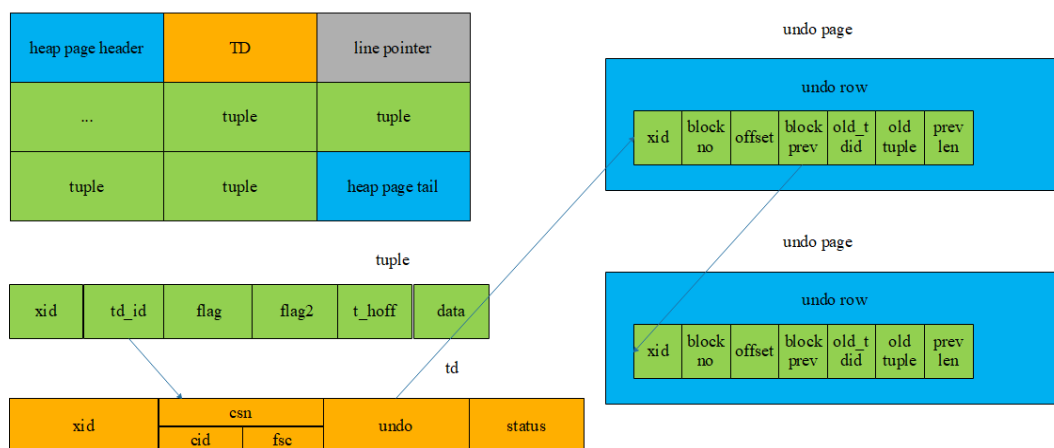 heap page header
TD
line pointer
...
tuple
tuple
tuple
tuple
heap page tail
tuple
xid
td_id
flag
flag2
t_hoff
data
td
xid
csn
cid
fsc
undo
status
undo page
undo row
xid
block
no
offset
block
prev
old_t
did
old
tuple
prev
len
undo page
undo row
xid
block
no
offset
block
prev
old_t
did
old
tuple
prev
len